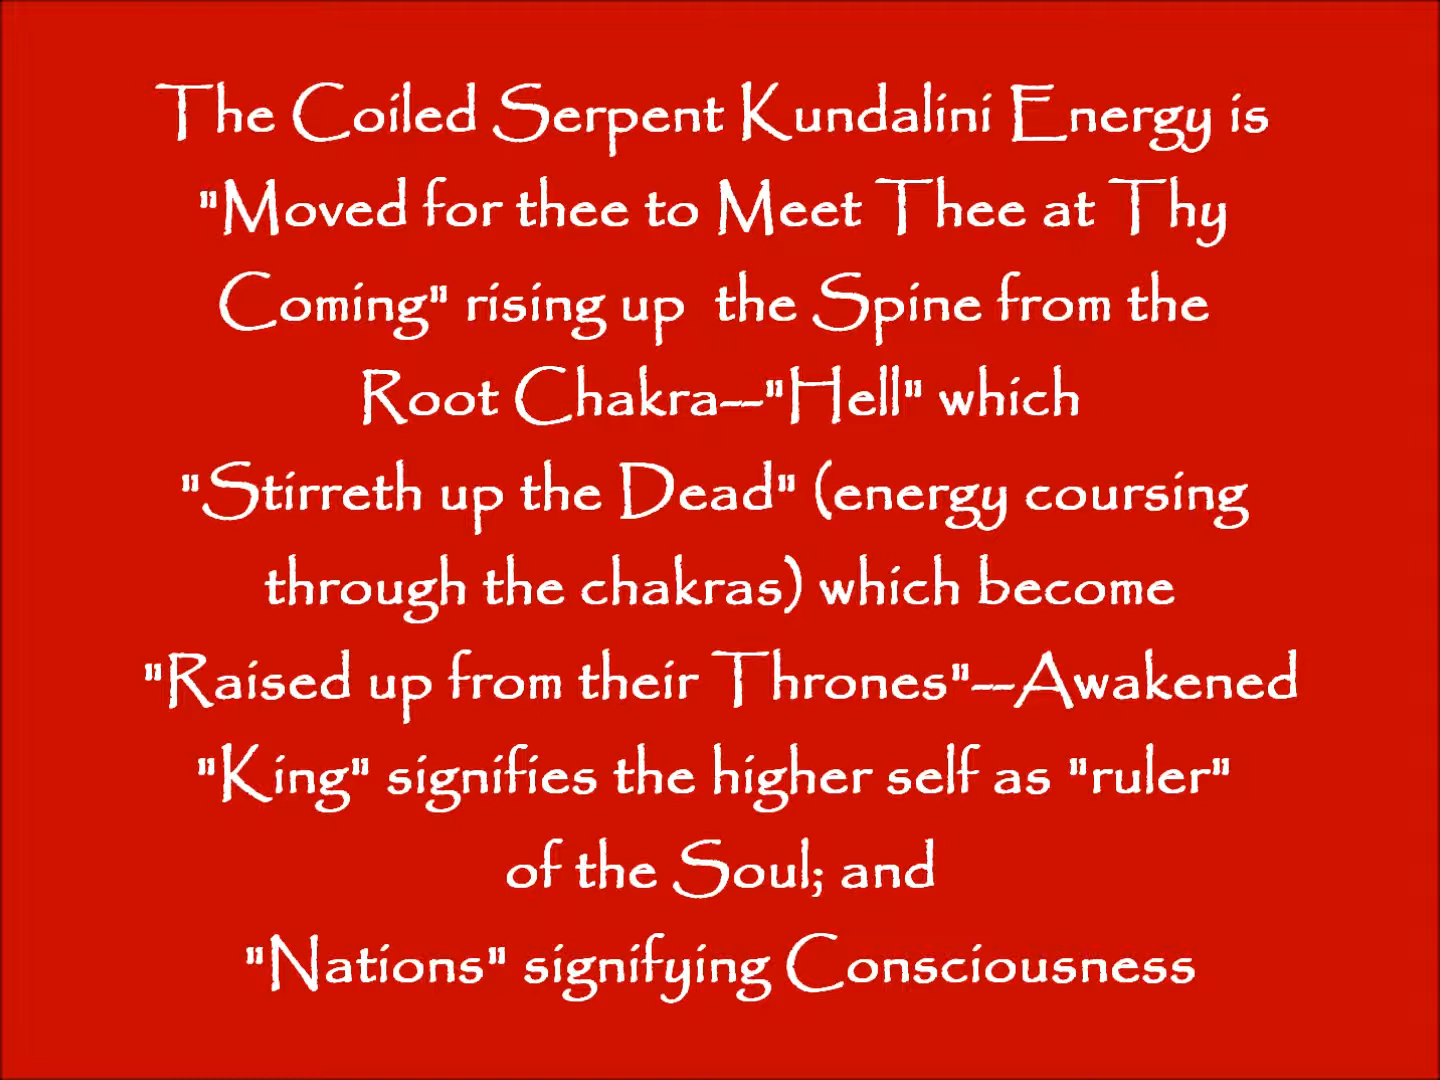 The Coiled Serpent Kundalini Energy is
"Moved for thee to Meet Thee at Thy
Coming" rising up  the Spine from the
Root Chakra--"Hell" which
"Stirreth up the Dead" (energy coursing
through the chakras) which become
"Raised up from their Thrones"--Awakened
"King" signifies the higher self as "ruler"
of the Soul; and
"Nations" signifying Consciousness